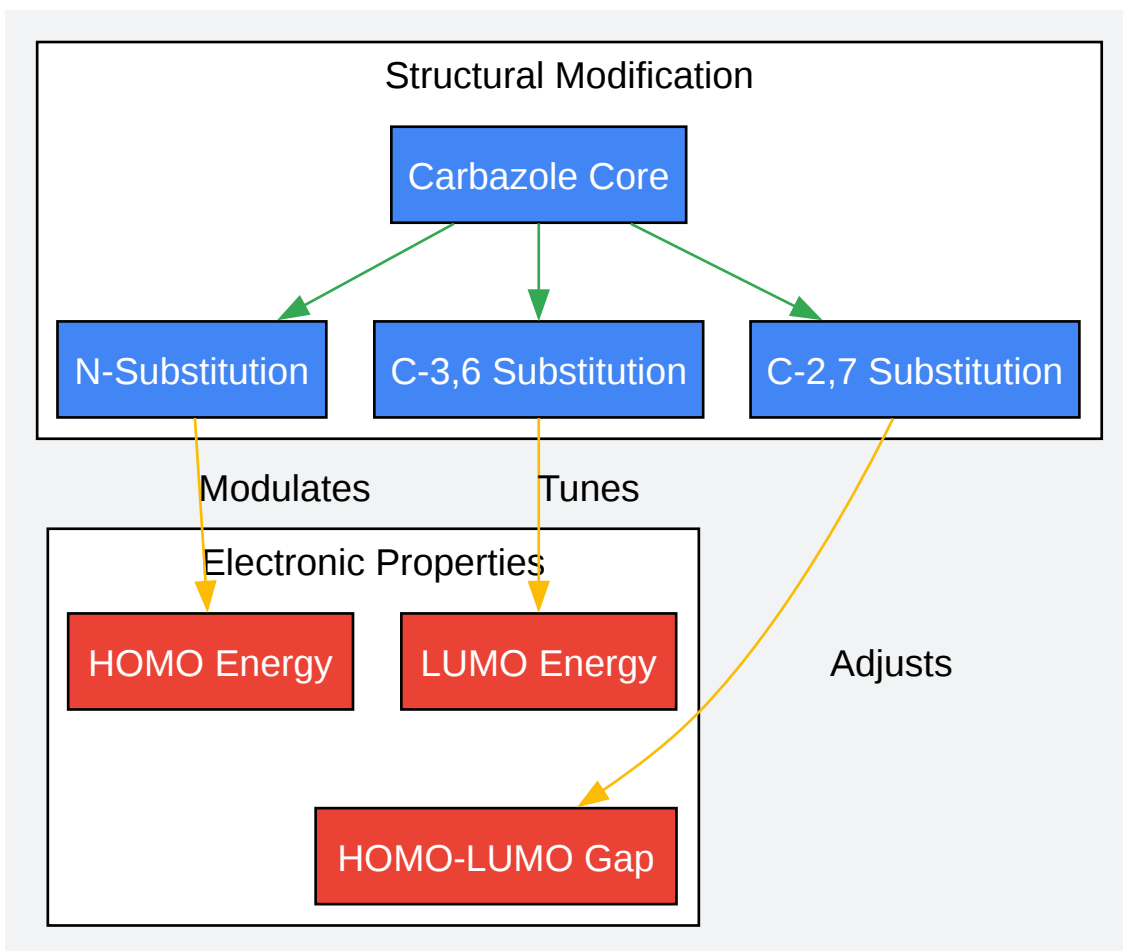 Structural Modification
Carbazole Core
N-Substitution
C-3,6 Substitution
C-2,7 Substitution
Modulates
Tunes
Electronic Properties
HOMO Energy
LUMO Energy
Adjusts
HOMO-LUMO Gap